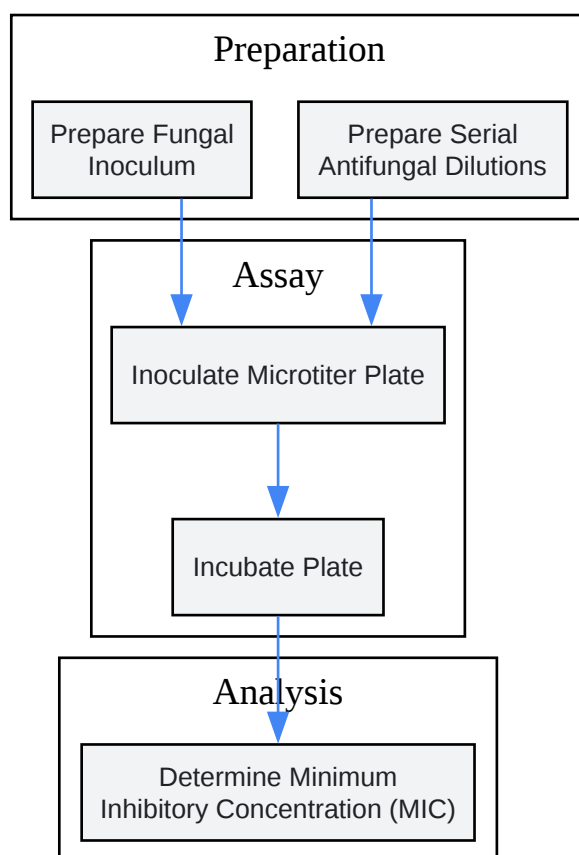 Preparation
Prepare Fungal
Inoculum
Prepare Serial
Antifungal Dilutions
Assay
Inoculate Microtiter Plate
Incubate Plate
Analysis
Determine Minimum
Inhibitory Concentration (MIC)